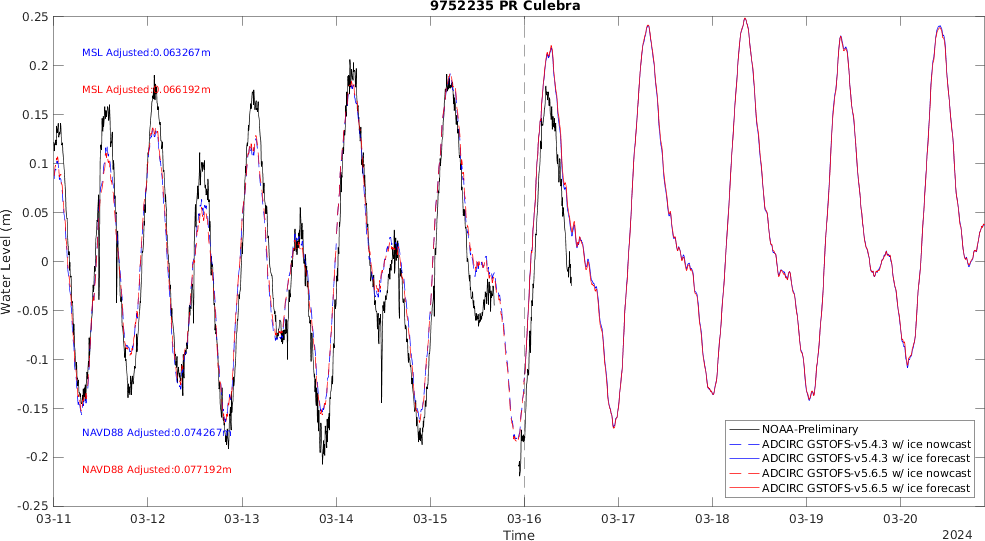 9752235 PR Culebra
0.25
0.2
0.15
0.1
0.05
0
-0.05
-0.1
-0.15
-0.2
-0.25
Water Level (m)
MSL Adjusted:0.063267m
MSL Adjusted:0.066192m
NAVD88 Adjusted:0.074267m
NAVD88 Adjusted:0.077192m
NOAA-Preliminary
ADCIRC GSTOFS-v5.4.3 w/ ice nowcast
ADCIRC GSTOFS-v5.4.3 w/ ice forecast
ADCIRC GSTOFS-v5.6.5 w/ ice nowcast
ADCIRC GSTOFS-v5.6.5 w/ ice forecast
03-11 03-12 03-13 03-14 03-15 03-16 03-17 03-18 03-19 03-20
Time
2024